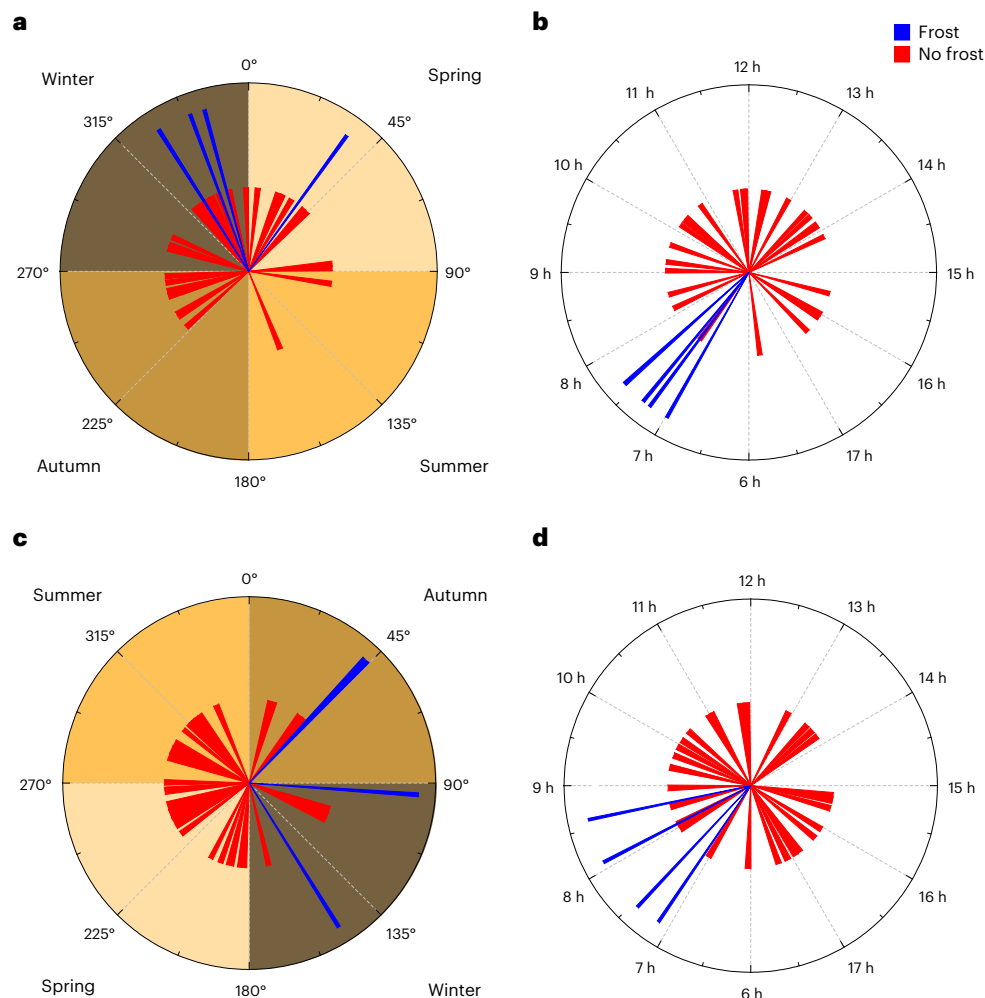 a
b
Frost
No frost
0°
Winter
Spring
315°
45°
270°
90°
225°
135°
Autumn
Summer
180°
12 h
11 h
13 h
10 h
14 h
9 h
15 h
8 h
16 h
7 h
17 h
6 h
c
d
0°
Summer
Autumn
315°
45°
270°
90°
225°
135°
Spring
Winter
180°
12 h
11 h
13 h
10 h
14 h
9 h
15 h
8 h
16 h
7 h
17 h
6 h